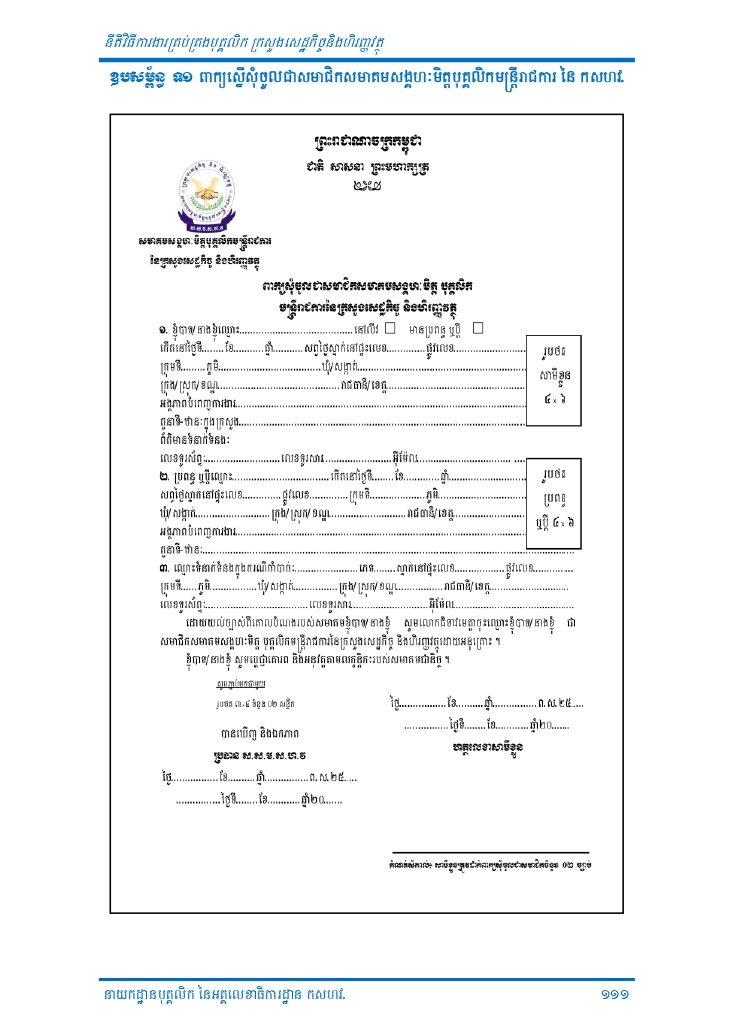 នីតិវិធីការងារគ្រប់គ្រងបុគ្គលិក ក្រសួងសេដ្ឋកិច្ចនិងហិរញ្ញវត្ថុ
ឧបសម្ព័ន្ធ ១១ ពាក្យស្នើសុំចូលជាសមាជិកសមាគមសង្គហៈមិត្តបុគ្គលិកមន្ត្រីរាជការ នៃ កសហវ.
ព្រះរាជាណាចក្រកម្ពុជា
ជាតិ សាសនា ព្រះមហាក្សត្រ
សមាគមសង្គហៈមិត្តបុគ្គលិកមន្ត្រីរាជការ
នៃក្រសួងសេដ្ឋកិច្ច និងហិរញ្ញវត្ថុ
ពាក្យសុំចូលជាសមាជិកសមាគមសង្គហៈមិត្ត បុគ្គលិក
មន្ត្រីរាជការនៃក្រសួងសេដ្ឋកិច្ច និងហិរញ្ញវត្ថុ
១. ខ្ញុំបាទ/នាងខ្ញុំឈ្មោះ...................................... នៅលីវ □ មានប្រពន្ធ ឬប្តី □
កើតនៅថ្ងៃទី........ខែ..........ឆ្នាំ.......... សព្វថ្ងៃស្នាក់នៅផ្ទះលេខ.............ផ្លូវលេខ........................
ក្រុមទី........ភូមិ..................................ឃុំ/សង្កាត់......................................................
ក្រុង/ស្រុក/ខណ្ឌ.........................................រាជធានី/ខេត្ត..............................................
អង្គភាពបំពេញការងារ................................................................................................
តួនាទី-ឋានៈក្នុងក្រសួង...............................................................................................
ព័ត៌មានទំនាក់ទំនងៈ
លេខទូរស័ព្ទៈ......................... លេខទូរសារ........................អ៊ីម៉ែល........................................
រូបថត
សាមីខ្លួន
៤ × ៦
២. ប្រពន្ធ ឬប្តីឈ្មោះ................................ កើតនៅថ្ងៃទី........ខែ............ឆ្នាំ..........................
សព្វថ្ងៃស្នាក់នៅផ្ទះលេខ.............ផ្លូវលេខ.............ក្រុមទី...................ភូមិ.............................
ឃុំ/សង្កាត់......................... ក្រុង/ស្រុក/ខណ្ឌ..........................រាជធានី/ខេត្ត........................
អង្គភាពបំពេញការងារ................................................................................................
តួនាទី-ឋានៈ..............................................................................................................
រូបថត
ប្រពន្ធ
ឬប្តី ៤ × ៦
៣. ឈ្មោះទំនាក់ទំនងក្នុងករណីចាំបាច់ៈ......................ភេទ........ស្នាក់នៅផ្ទះលេខ.................ផ្លូវលេខ.............
ក្រុមទី......ភូមិ...............ឃុំ/សង្កាត់............... ក្រុង/ស្រុក/ខណ្ឌ................រាជធានី/ខេត្ត..........................
លេខទូរស័ព្ទៈ................................... លេខទូរសារ...........................អ៊ីម៉ែល........................................
ដោយយល់ច្បាស់ពីគោលបំណងរបស់សមាគមខ្ញុំបាទ/នាងខ្ញុំ សូមលោកជំទាវមេត្តាចុះឈ្មោះខ្ញុំបាទ/នាងខ្ញុំ ជា
សមាជិកសមាគមសង្គហៈមិត្ត បុគ្គលិកមន្ត្រីរាជការនៃក្រសួងសេដ្ឋកិច្ច និងហិរញ្ញវត្ថុដោយអនុគ្រោះ ។
ខ្ញុំបាទ/នាងខ្ញុំ សូមប្តេជ្ញាគោរព និងអនុវត្តតាមលក្ខន្តិកៈរបស់សមាគមជានិច្ច ។
សូមភ្ជាប់មកជាមួយ
រូបថត ៣×៤ ចំនួន ០២ សន្លឹក
ថ្ងៃ................ខែ..........ឆ្នាំ............... ព.ស.២៥....
...............ថ្ងៃទី.......ខែ...........ឆ្នាំ២០......
ហត្ថលេខាសាមីខ្លួន
បានឃើញ និងឯកភាព
ប្រធាន ស.ស.ម.ស.ហ.វ
ថ្ងៃ................ខែ..........ឆ្នាំ............... ព.ស.២៥....
...............ថ្ងៃទី.......ខែ...........ឆ្នាំ២០......
កំណត់សំគាល់ៈ សាមីខ្លួនត្រូវដាក់ពាក្យសុំចូលជាសមាជិកចំនួន ០២ ច្បាប់
នាយកដ្ឋានបុគ្គលិក នៃអគ្គលេខាធិការដ្ឋាន កសហវ.
១១១